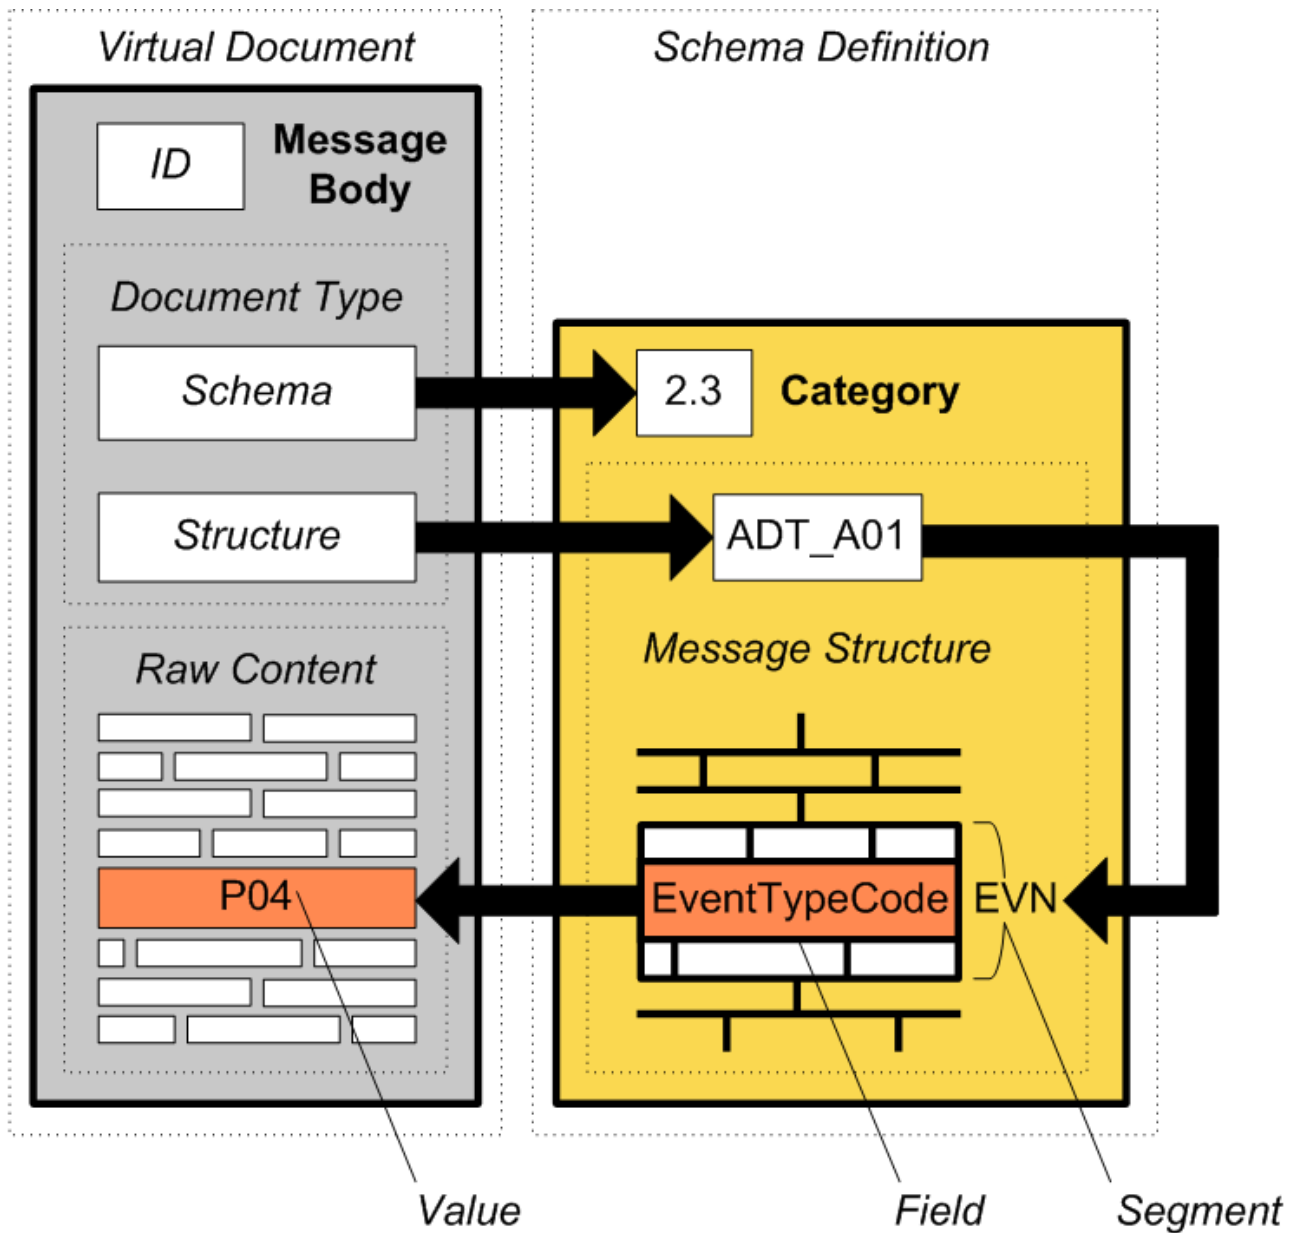 Virtual Document
Schema Definition
ID
Message
Body
Document Type
Schema
2.3
Category
Structure
ADT_A01
Message Structure
Raw Content
P04
EventTypeCode
EVN
Value
Field
Segment